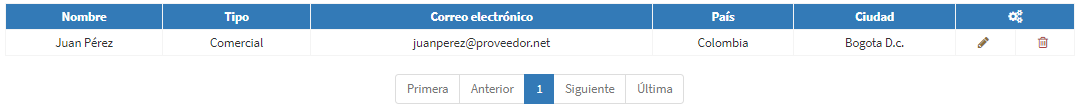 Nombre Tipo Correo electrónico País Ciudad
Juan Pérez Comercial juanperez@proveedor.net Colombia Bogota D.c.
Primera Anterior 1 Siguiente Última